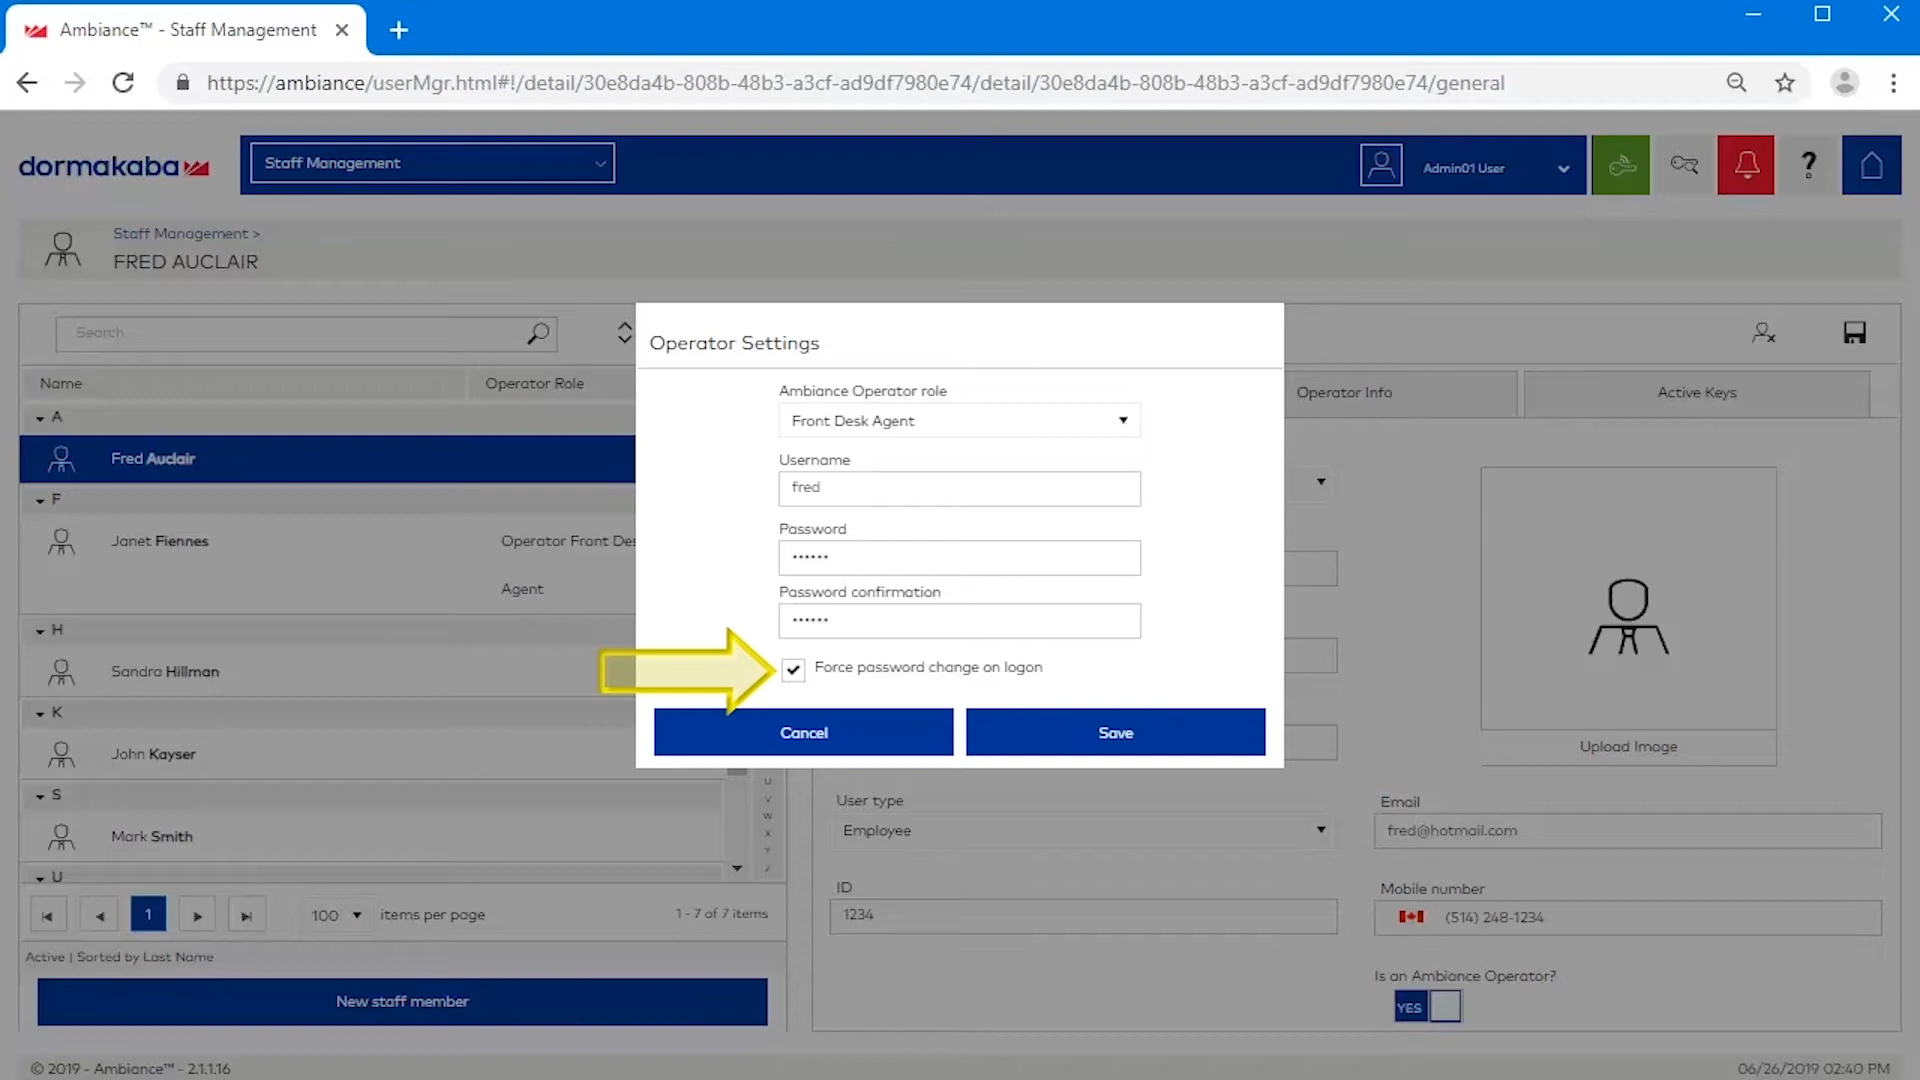 Ambiance™ - Staff Management
https://ambiance/userMgr.html#!/detail/30e8da4b-808b-48b3-a3cf-ad9df7980e74/detail/30e8da4b-808b-48b3-a3cf-ad9df7980e74/general
dormakaba
Staff Management
Admin01 User
?
Staff Management >
FRED AUCLAIR
Search
Name
Operator Role
A
Fred Auclair
F
Janet Fiennes
Operator Front Des
Agent
H
Sandra Hillman
K
John Kayser
S
Mark Smith
U
U
V
W
X
Y
Z
1
100
items per page
1 - 7 of 7 items
Active | Sorted by Last Name
New staff member
Operator Settings
Ambiance Operator role
Front Desk Agent
Username
fred
Password
••••••
Password confirmation
••••••
Force password change on logon
Cancel
Save
Operator Info
Active Keys
Upload Image
User type
Employee
Email
fred@hotmail.com
ID
1234
Mobile number
(514) 248-1234
Is an Ambiance Operator?
YES
© 2019 - Ambiance™ - 2.1.1.16
06/26/2019 02:40 PM